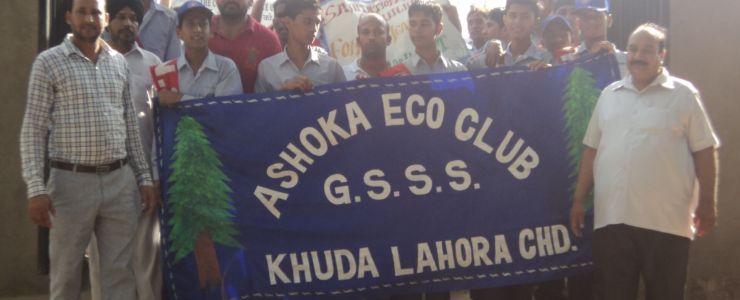 ASHOKA ECO CLUB
G.S.S.S.
KHUDA LAHORA CHD.